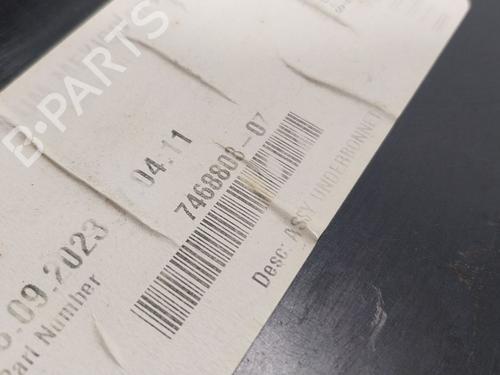 B-PARTS
.09.2023
04:11
Part Number
7468808-07
Desc: ASSY UNDERBONNET